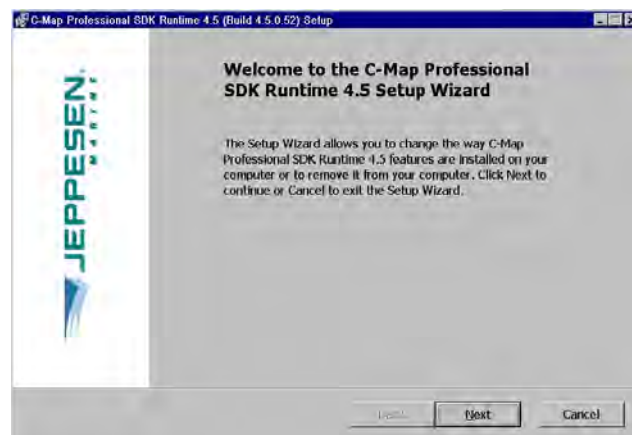 C-Map Professional SDK Runtime 4.5 (Build 4.5.0.52) Setup
JEPPESEN.
MARINE
Welcome to the C-Map Professional
SDK Runtime 4.5 Setup Wizard
The Setup Wizard allows you to change the way C-Map
Professional SDK Runtime 4.5 features are installed on your
computer or to remove it from your computer. Click Next to
continue or Cancel to exit the Setup Wizard.
Next
Cancel